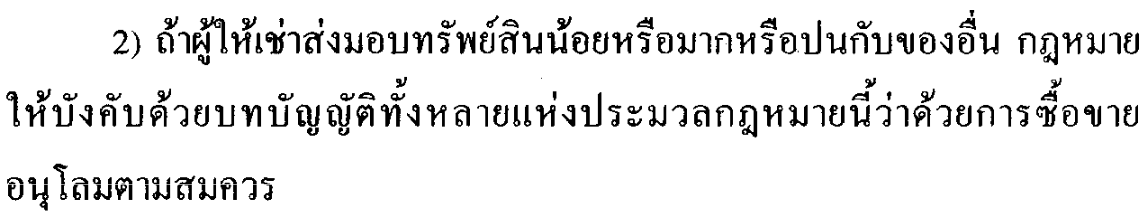 2) ถ้าผู้ให้เช่าส่งมอบทรัพย์สินน้อยหรือมากหรือปนกับของอื่น กฎหมาย
ให้บังคับด้วยบทบัญญัติทั้งหลายแห่งประมวลกฎหมายนี้ว่าด้วยการซื้อขาย
อนุโลมตามสมควร